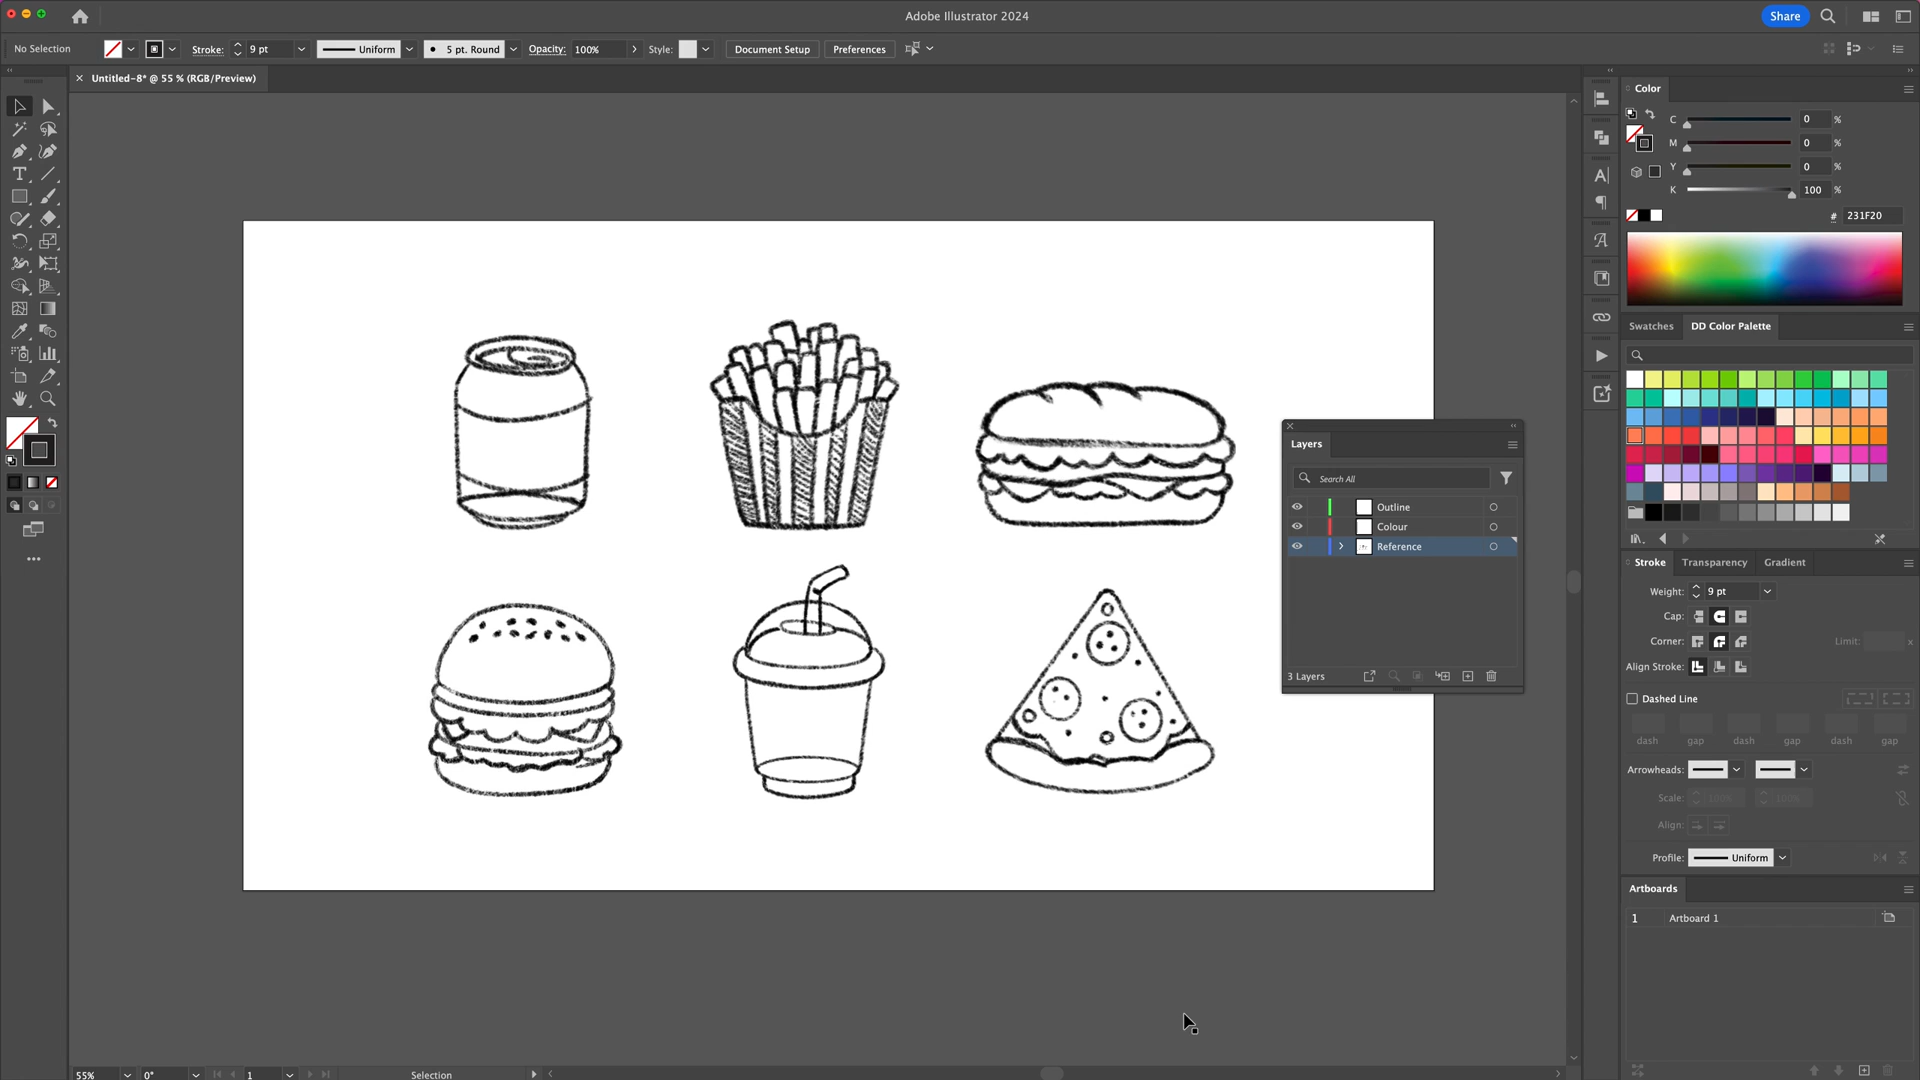 Adobe Illustrator 2024
Share
No Selection
Stroke:
9 pt
Uniform
5 pt. Round
Opacity:
100%
Style:
Document Setup
Preferences
Untitled-8* @ 55 % (RGB/Preview)
Color
C
0
%
M
0
%
Y
0
%
K
100
%
#
231F20
Swatches
DD Color Palette
Layers
Search All
Outline
Colour
Reference
3 Layers
Stroke
Transparency
Gradient
Weight:
9 pt
Cap:
Corner:
Limit:
x
Align Stroke:
Dashed Line
dash
gap
dash
gap
dash
gap
Arrowheads:
Scale:
100%
100%
Align:
Profile:
Uniform
Artboards
1
Artboard 1
55%
0°
1
Selection